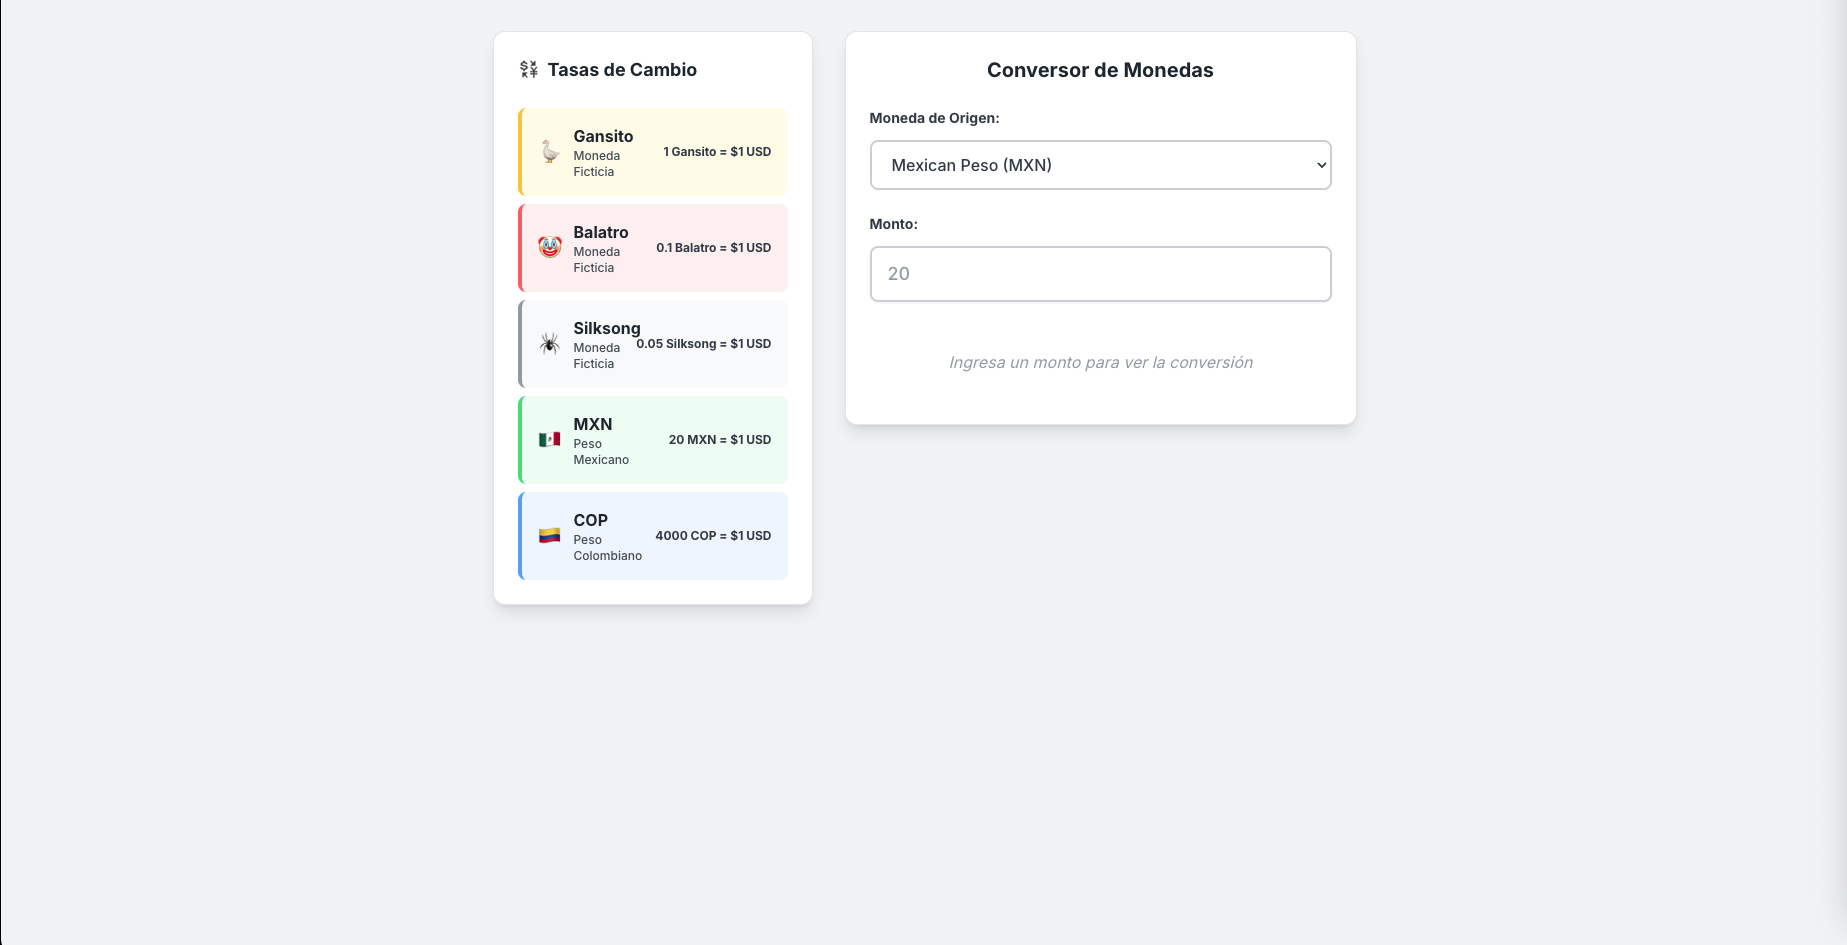 Tasas de Cambio
Gansito
Moneda
Ficticia
1 Gansito = $1 USD
Balatro
Moneda
Ficticia
0.1 Balatro = $1 USD
Silksong
Moneda
Ficticia
0.05 Silksong = $1 USD
MXN
Peso
Mexicano
20 MXN = $1 USD
COP
Peso
Colombiano
4000 COP = $1 USD
Conversor de Monedas
Moneda de Origen:
Mexican Peso (MXN)
Monto:
20
Ingresa un monto para ver la conversión